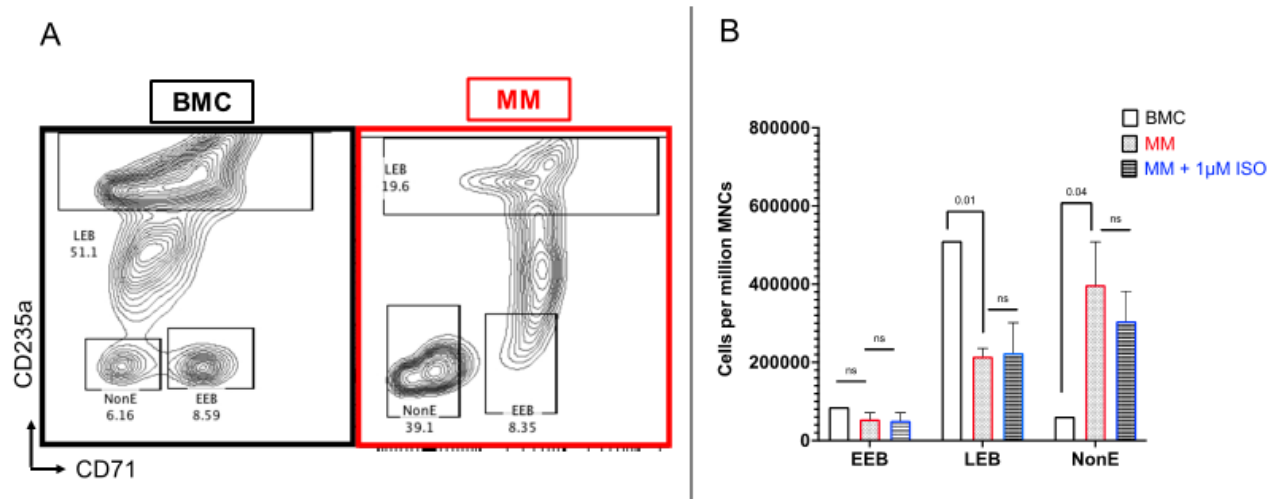 A
BMC
MM
LEB
51.1
NonE
6.16
EEB
8.59
LEB
19.6
NonE
39.1
EEB
8.35
CD235a
CD71
B
BMC
MM
MM + 1µM ISO
Cells per million MNCs
800000
600000
400000
200000
0
ns
ns
0.01
ns
0.04
ns
EEB
LEB
NonE